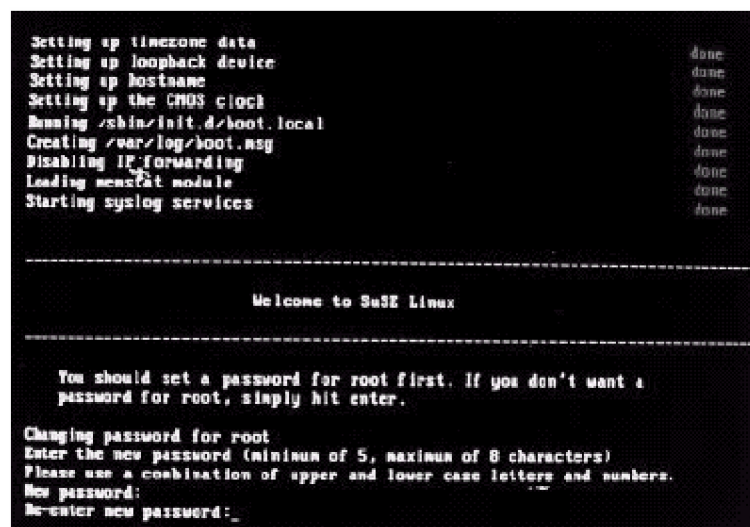 Setting up timezone data done
Setting up loopback device done
Setting up hostname done
Setting up the CMOS clock done
Running /sbin/init.d/boot.local done
Creating /var/log/boot.msg done
Disabling IP forwarding done
Loading memstat module done
Starting syslog services done
Welcome to SuSE Linux
You should set a password for root first. If you don't want a
password for root, simply hit enter.
Changing password for root
Enter the new password (minimum of 5, maximum of 8 characters)
Please use a combination of upper and lower case letters and numbers.
New password:
Re-enter new password:_